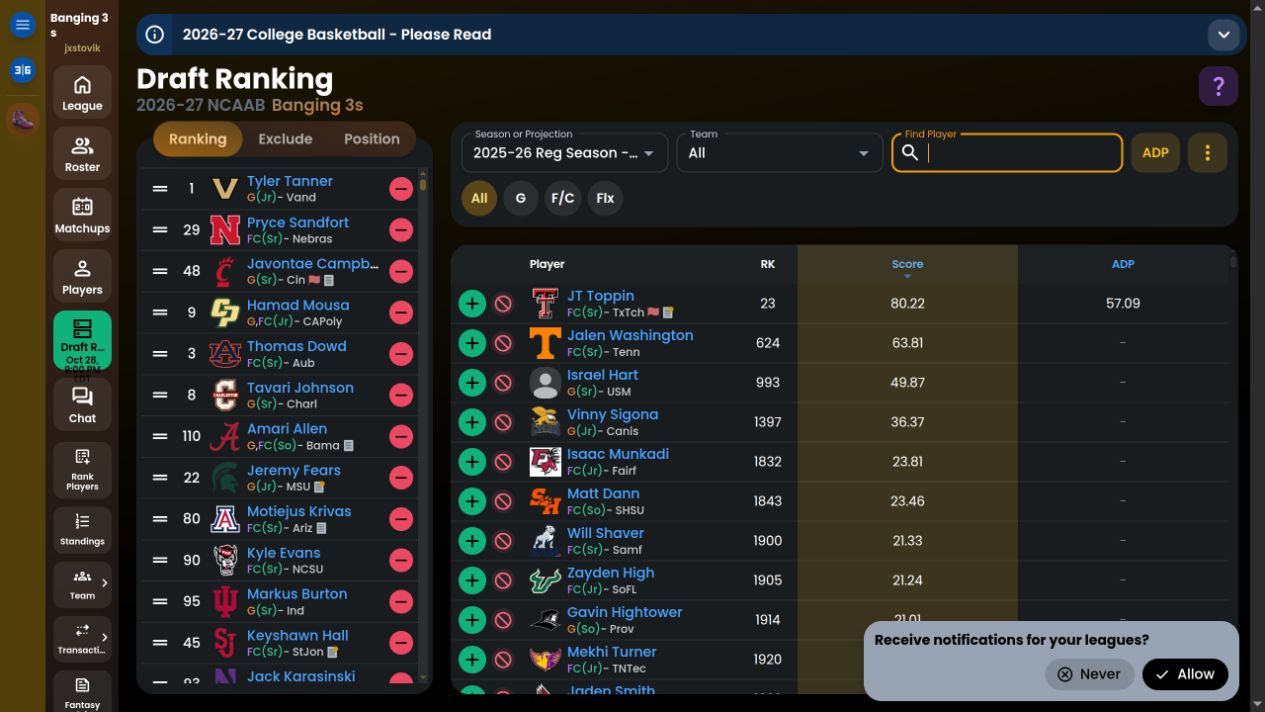 Banging 3
s
jxstovik
League
Roster
Matchups
Players
Draft R...
Oct 28,
9:00 PM
EDT
Chat
Rank
Players
Standings
Team
Transacti...
Fantasy
2026-27 College Basketball - Please Read
Draft Ranking
2026-27 NCAAB Banging 3s
?
Ranking Exclude Position
1 Tyler Tanner
G(Jr)- Vand
29 Pryce Sandfort
FC(Sr)- Nebras
48 Javontae Campb...
G(Sr)- Cin
9 Hamad Mousa
G,FC(Jr)- CAPoly
3 Thomas Dowd
FC(Sr)- Aub
8 Tavari Johnson
G(Sr)- Charl
110 Amari Allen
G,FC(So)- Bama
22 Jeremy Fears
G(Jr)- MSU
80 Motiejus Krivas
FC(Sr)- Ariz
90 Kyle Evans
FC(Sr)- NCSU
95 Markus Burton
G(Sr)- Ind
45 Keyshawn Hall
FC(Sr)- StJon
93 Jack Karasinski
Season or Projection
2025-26 Reg Season -...
Team
All
Find Player
ADP
All G F/C Flx
Player RK Score ADP
JT Toppin 23 80.22 57.09
FC(Sr)- TxTch
Jalen Washington 624 63.81 -
FC(Sr)- Tenn
Israel Hart 993 49.87 -
G(Sr)- USM
Vinny Sigona 1397 36.37 -
G(Jr)- Canis
Isaac Munkadi 1832 23.81 -
FC(Jr)- Fairf
Matt Dann 1843 23.46 -
FC(So)- SHSU
Will Shaver 1900 21.33 -
FC(Sr)- Samf
Zayden High 1905 21.24 -
FC(Jr)- SoFL
Gavin Hightower 1914 21.01
G(So)- Prov
Mekhi Turner 1920
FC(Jr)- TNTec
Jaden Smith
Receive notifications for your leagues?
Never Allow